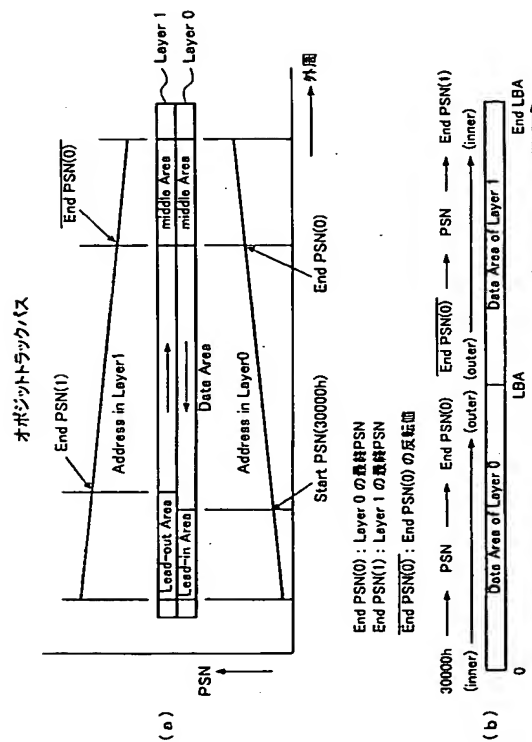 オポジットトラックパス
(a)
PSN
End PSN(1)
End PSN(0)
Address in Layer1
Layer 1
Layer 0
Lead-out Area
middle Area
Lead-in Area
middle Area
Data Area
Address in Layer0
Start PSN(30000h)
End PSN(0)
外周
End PSN(0) : Layer 0 の最終PSN
End PSN(1) : Layer 1 の最終PSN
End PSN(0) : End PSN(0) の反転値
(b)
30000h PSN End PSN(0) End PSN(0) PSN End PSN(1)
(inner) (outer) (outer) (inner)
Data Area of Layer 0 Data Area of Layer 1
0 LBA End LBA